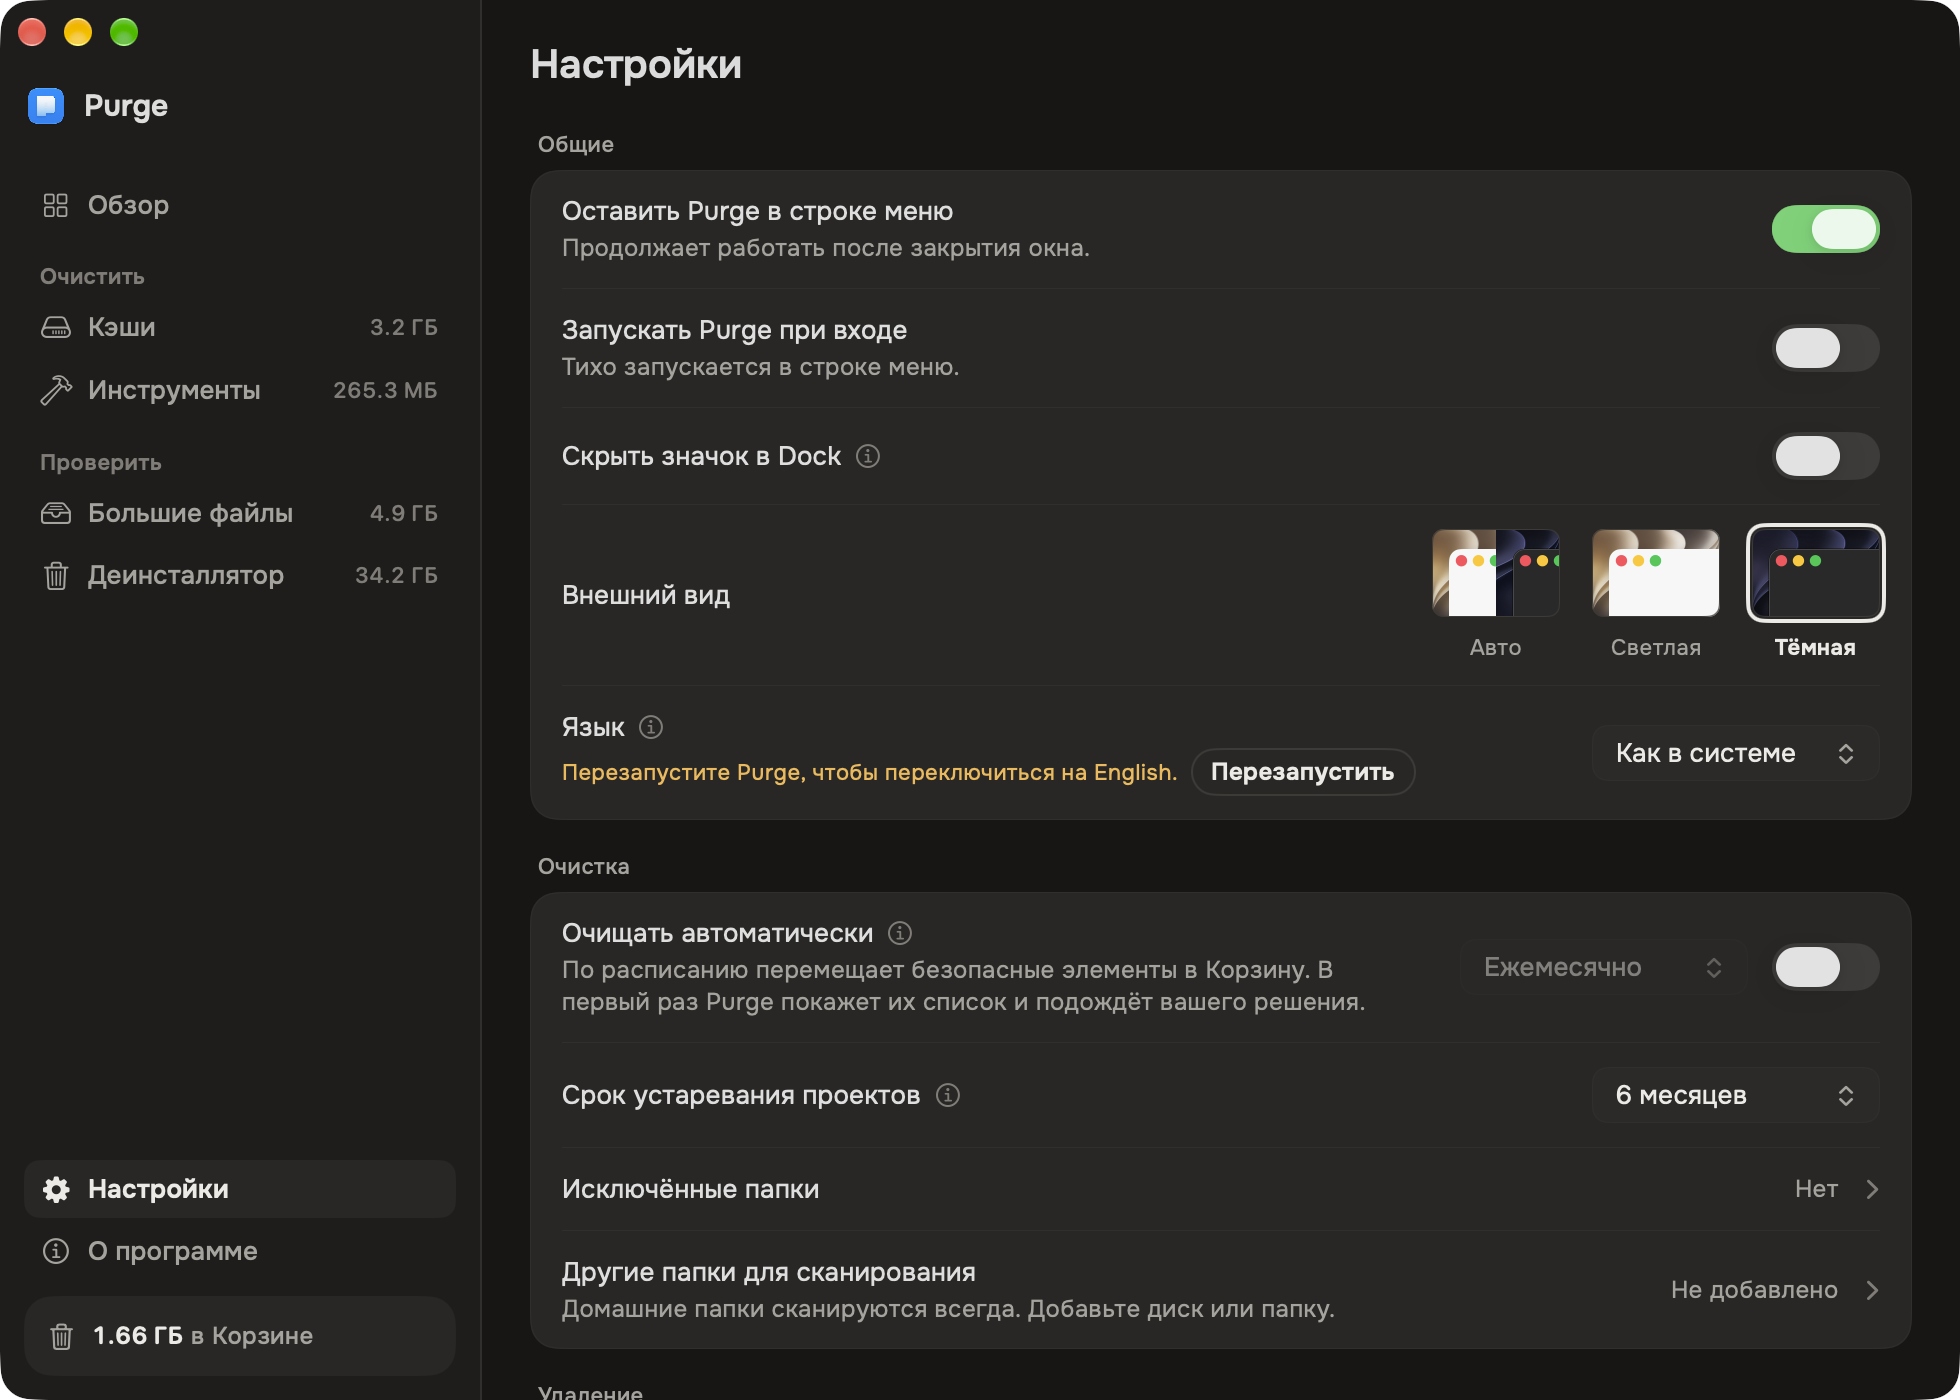 Purge
Обзор
Очистить
Кэши 3.2 ГБ
Инструменты 265.3 МБ
Проверить
Большие файлы 4.9 ГБ
Деинсталлятор 34.2 ГБ
Настройки
О программе
1.66 ГБ в Корзине
Настройки
Общие
Оставить Purge в строке меню
Продолжает работать после закрытия окна.
Запускать Purge при входе
Тихо запускается в строке меню.
Скрыть значок в Dock
Внешний вид
Авто Светлая Тёмная
Язык
Перезапустите Purge, чтобы переключиться на English. Перезапустить
Как в системе
Очистка
Очищать автоматически
По расписанию перемещает безопасные элементы в Корзину. В
первый раз Purge покажет их список и подождёт вашего решения.
Ежемесячно
Срок устаревания проектов 6 месяцев
Исключённые папки Нет
Другие папки для сканирования
Домашние папки сканируются всегда. Добавьте диск или папку.
Не добавлено
Удаление